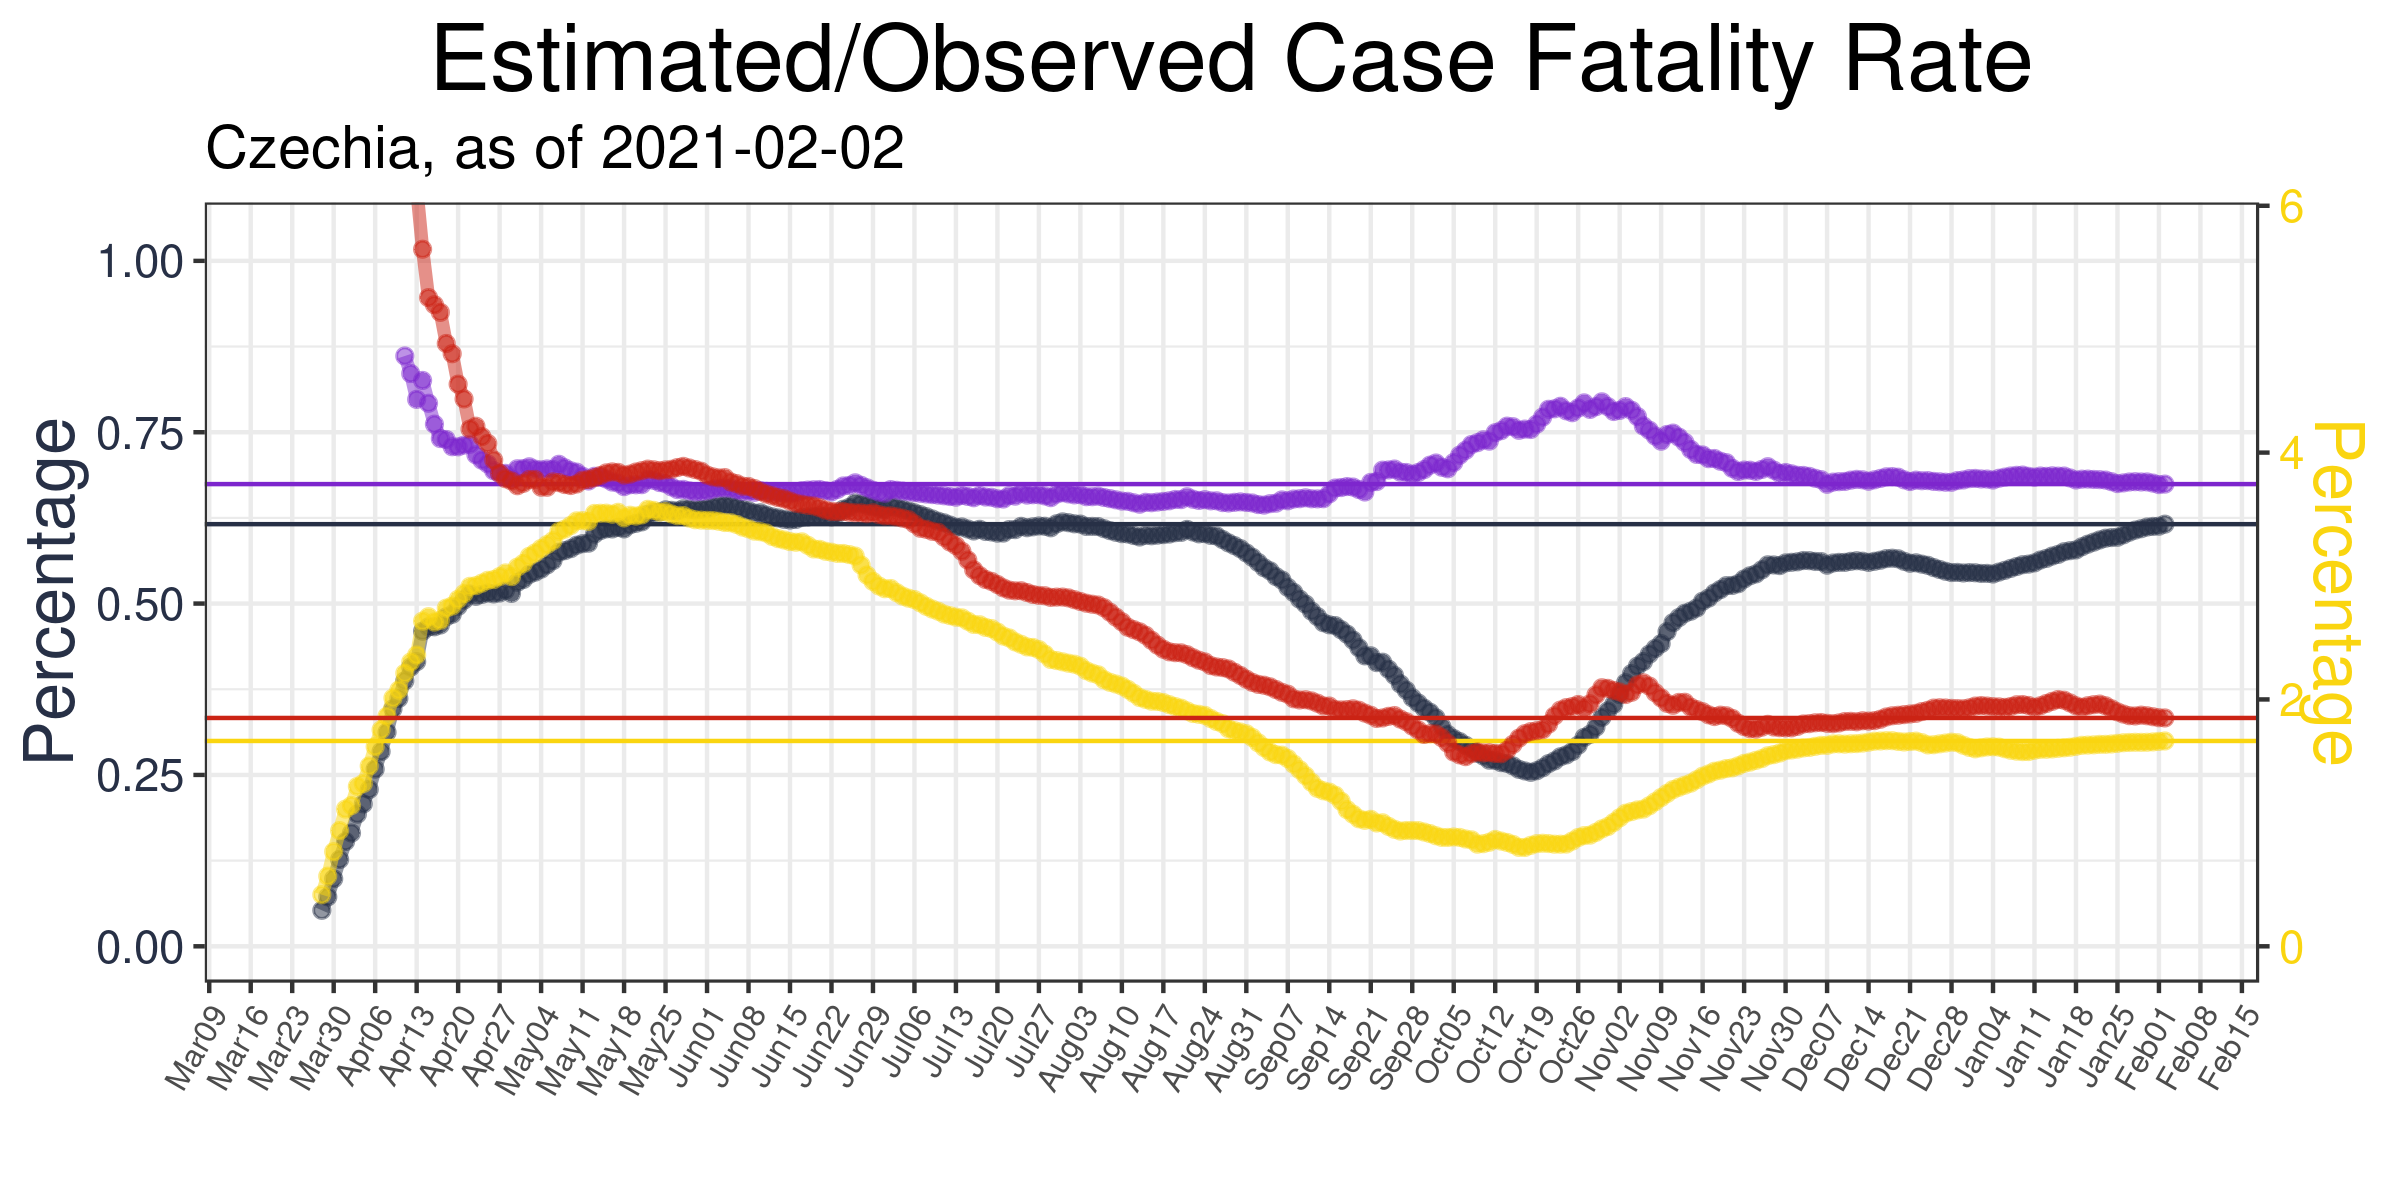 Estimated/Observed Case Fatality Rate
Czechia, as of 2021-02-02
Percentage
1.00
0.75
0.50
0.25
0.00
6
4
2
0
Percentage
Mar09
Mar16
Mar23
Mar30
Apr06
Apr13
Apr20
Apr27
May04
May11
May18
May25
Jun01
Jun08
Jun15
Jun22
Jun29
Jul06
Jul13
Jul20
Jul27
Aug03
Aug10
Aug17
Aug24
Aug31
Sep07
Sep14
Sep21
Sep28
Oct05
Oct12
Oct19
Oct26
Nov02
Nov09
Nov16
Nov23
Nov30
Dec07
Dec14
Dec21
Dec28
Jan04
Jan11
Jan18
Jan25
Feb01
Feb08
Feb15